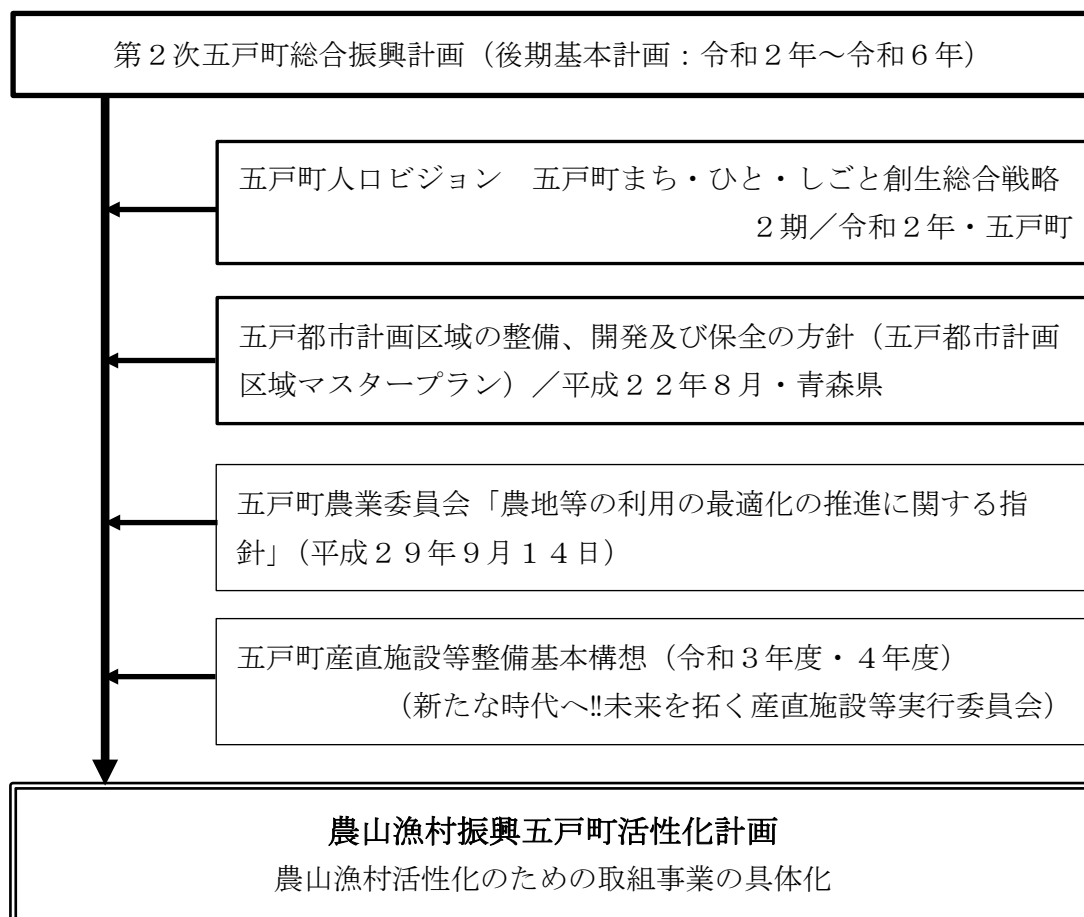 第２次五戸町総合振興計画（後期基本計画：令和２年～令和６年）
五戸町人口ビジョン　五戸町まち・ひと・しごと創生総合戦略
２期／令和２年・五戸町
五戸都市計画区域の整備、開発及び保全の方針（五戸都市計画
区域マスタープラン）／平成２２年８月・青森県
五戸町農業委員会「農地等の利用の最適化の推進に関する指
針」（平成２９年９月１４日）
五戸町産直施設等整備基本構想（令和３年度・４年度）
（新たな時代へ‼未来を拓く産直施設等実行委員会）
農山漁村振興五戸町活性化計画
農山漁村活性化のための取組事業の具体化